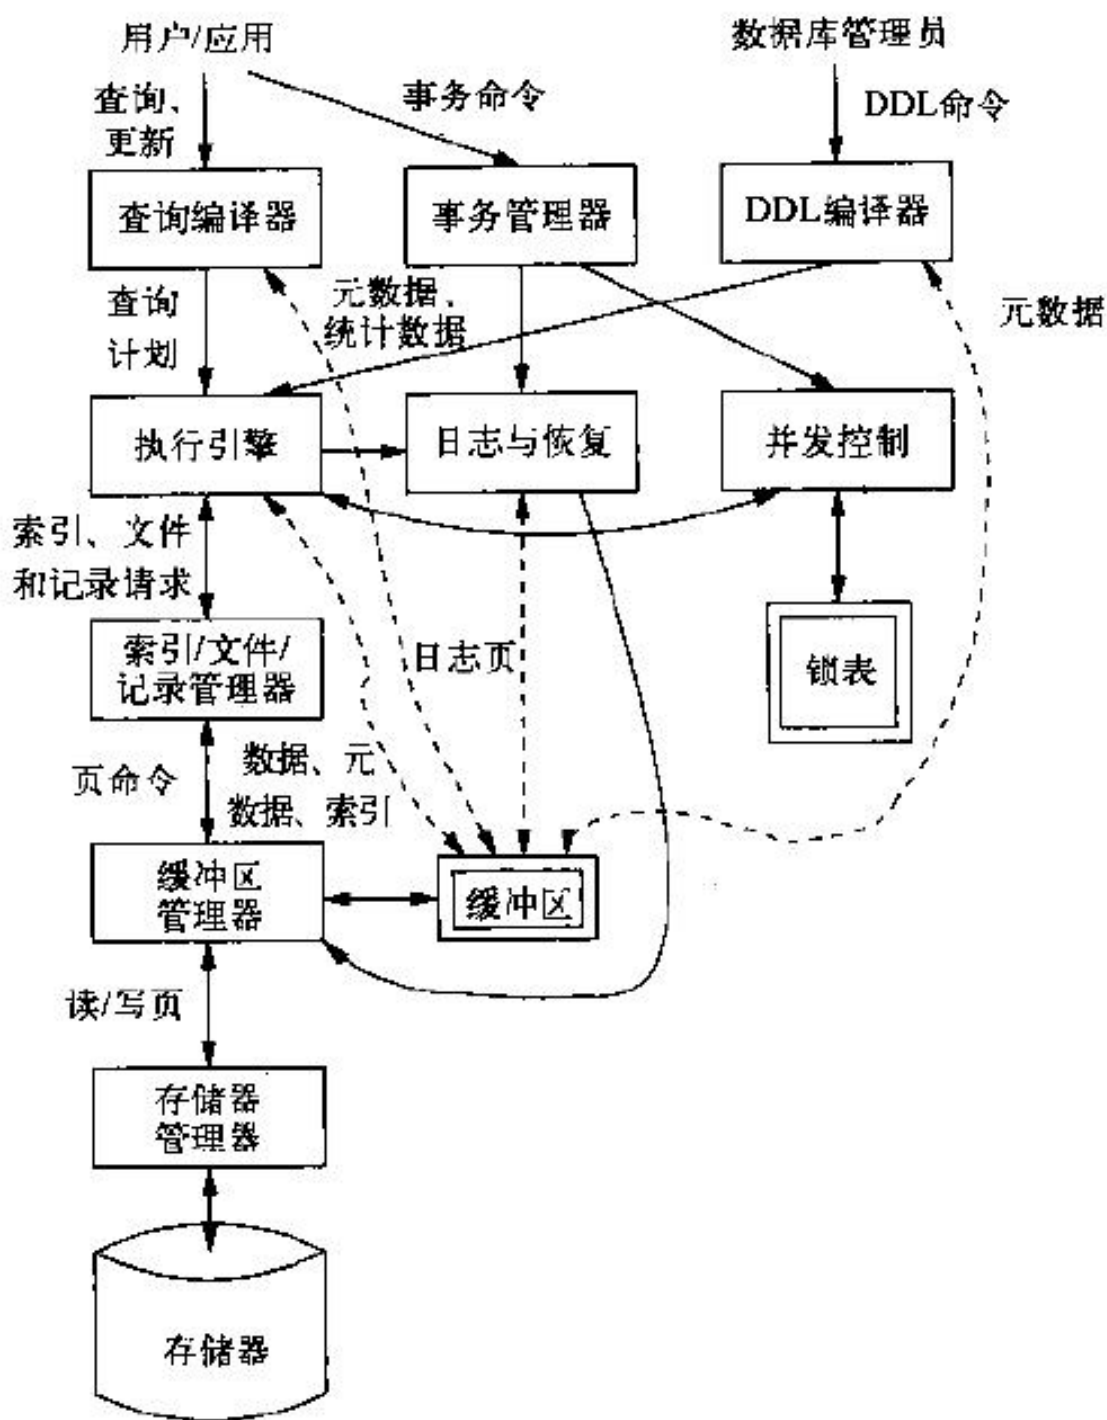 用户/应用
数据库管理员
查询、
更新
事务命令
DDL命令
查询编译器
事务管理器
DDL编译器
查询
计划
元数据、
统计数据
元数据
执行引擎
日志与恢复
并发控制
索引、文件
和记录请求
索引/文件/
记录管理器
日志页
锁表
页命令
数据、元
数据、索引
缓冲区
管理器
缓冲区
读/写页
存储器
管理器
存储器